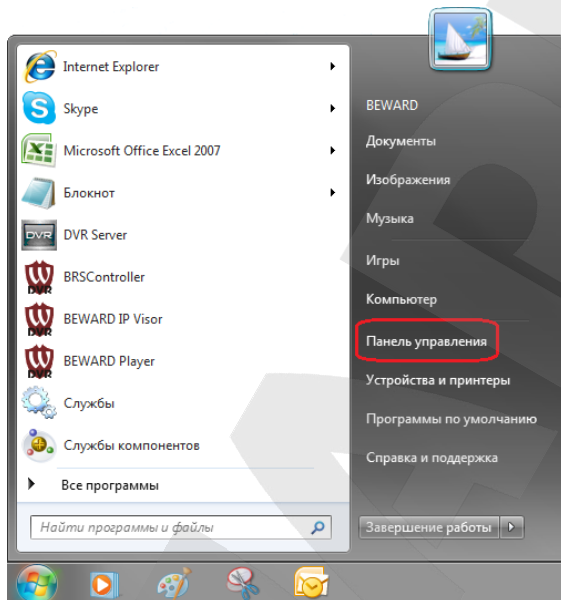 Internet Explorer
Skype
Microsoft Office Excel 2007
Блокнот
DVR Server
BRSController
BEWARD IP Visor
BEWARD Player
Службы
Службы компонентов
Все программы
Найти программы и файлы
BEWARD
Документы
Изображения
Музыка
Игры
Компьютер
Панель управления
Устройства и принтеры
Программы по умолчанию
Справка и поддержка
Завершение работы